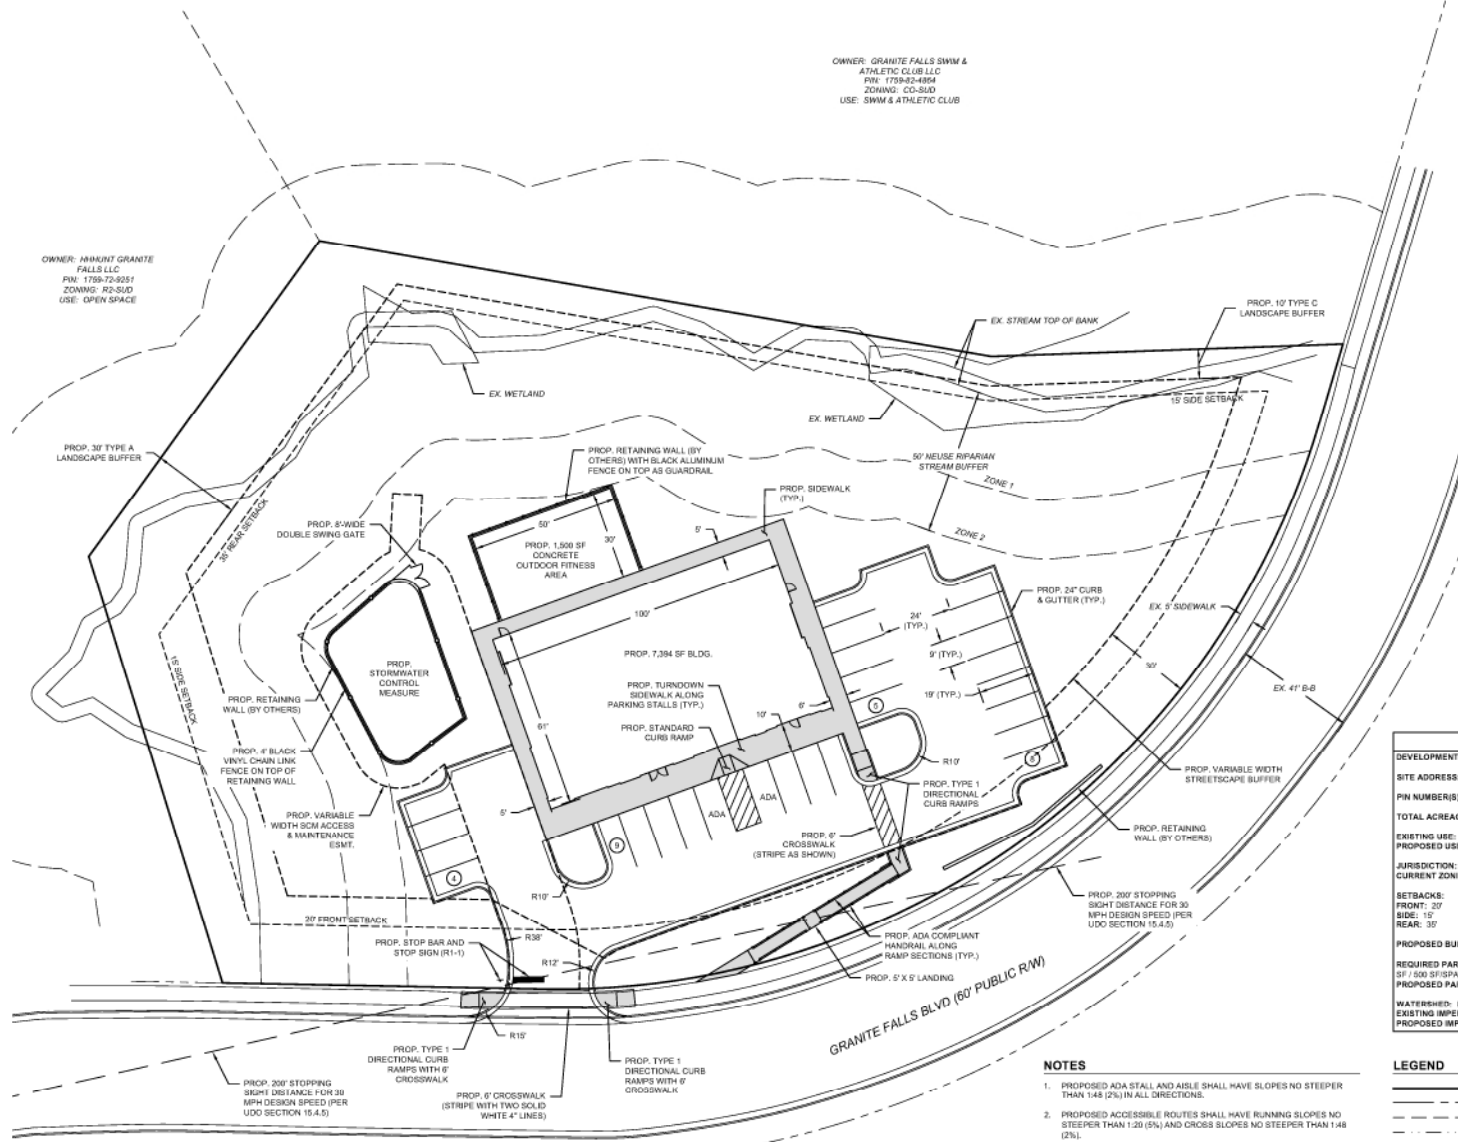 OWNER: GRANITE FALLS SWIM &
ATHLETIC CLUB LLC
PIN: 1759-82-4864
ZONING: CO-SUD
USE: SWIM & ATHLETIC CLUB
OWNER: HHHUNT GRANITE
FALLS LLC
PIN: 1759-72-9251
ZONING: R2-SUD
USE: OPEN SPACE
PROP. 10' TYPE C
LANDSCAPE BUFFER
EX. STREAM TOP OF BANK
EX. WETLAND
15' SIDE SETBACK
EX. WETLAND
PROP. 30' TYPE A
LANDSCAPE BUFFER
PROP. RETAINING WALL (BY
OTHERS) WITH BLACK ALUMINUM
FENCE ON TOP AS GUARDRAIL
50' NEUSE RIPARIAN
STREAM BUFFER
ZONE 1
PROP. SIDEWALK
(TYP.)
35' REAR SETBACK
PROP. 8'-WIDE
DOUBLE SWING GATE
50'
30'
5'
ZONE 2
PROP. 1,500 SF
CONCRETE
OUTDOOR FITNESS
AREA
PROP. 24" CURB
& GUTTER (TYP.)
EX. 5' SIDEWALK
100'
24'
(TYP.)
9' (TYP.)
PROP. 7,394 SF BLDG.
PROP.
STORMWATER
CONTROL
MEASURE
15' SIDE SETBACK
30'
EX. 41' B-B
PROP. TURNDOWN
SIDEWALK ALONG
PARKING STALLS (TYP.)
19' (TYP.)
PROP. RETAINING
WALL (BY OTHERS)
6'
5
10'
61'
PROP. STANDARD
CURB RAMP
PROP. 4' BLACK
VINYL CHAIN LINK
FENCE ON TOP OF
RETAINING WALL
R10'
8
PROP. VARIABLE WIDTH
STREETSCAPE BUFFER
PROP. TYPE 1
DIRECTIONAL
CURB RAMPS
ADA
ADA
5'
PROP. VARIABLE
WIDTH SCM ACCESS
& MAINTENANCE
ESMT.
PROP. 6'
CROSSWALK
(STRIPE AS SHOWN)
PROP. RETAINING
WALL (BY OTHERS)
9
4
R10'
PROP. 200' STOPPING
SIGHT DISTANCE FOR 30
MPH DESIGN SPEED (PER
UDO SECTION 15.4.5)
20' FRONT SETBACK
R38'
PROP. STOP BAR AND
STOP SIGN (R1-1)
PROP. ADA COMPLIANT
HANDRAIL ALONG
RAMP SECTIONS (TYP.)
R12'
PROP. 5' X 5' LANDING
GRANITE FALLS BLVD (60' PUBLIC R/W)
R15'
PROP. TYPE 1
DIRECTIONAL CURB
RAMPS WITH 6'
CROSSWALK
PROP. TYPE 1
DIRECTIONAL CURB
RAMPS WITH 6'
CROSSWALK
PROP. 200' STOPPING
SIGHT DISTANCE FOR 30
MPH DESIGN SPEED (PER
UDO SECTION 15.4.5)
PROP. 6' CROSSWALK
(STRIPE WITH TWO SOLID
WHITE 4" LINES)
NOTES
1. PROPOSED ADA STALL AND AISLE SHALL HAVE SLOPES NO STEEPER
THAN 1:48 (2%) IN ALL DIRECTIONS.
2. PROPOSED ACCESSIBLE ROUTES SHALL HAVE RUNNING SLOPES NO
STEEPER THAN 1:20 (5%) AND CROSS SLOPES NO STEEPER THAN 1:48
(2%).
DEVELOPMENT
SITE ADDRESS
PIN NUMBER(S)
TOTAL
EXISTING USE:
PROPOSED
JURISDICTION:
CURRENT
SETBACKS:
FRONT: 20'
SIDE: 15'
REAR: 35'
PROPOSED
REQUIRED
SF / 500
PROPOSED
WATERSHED:
EXISTING
PROPOSED
LEGEND